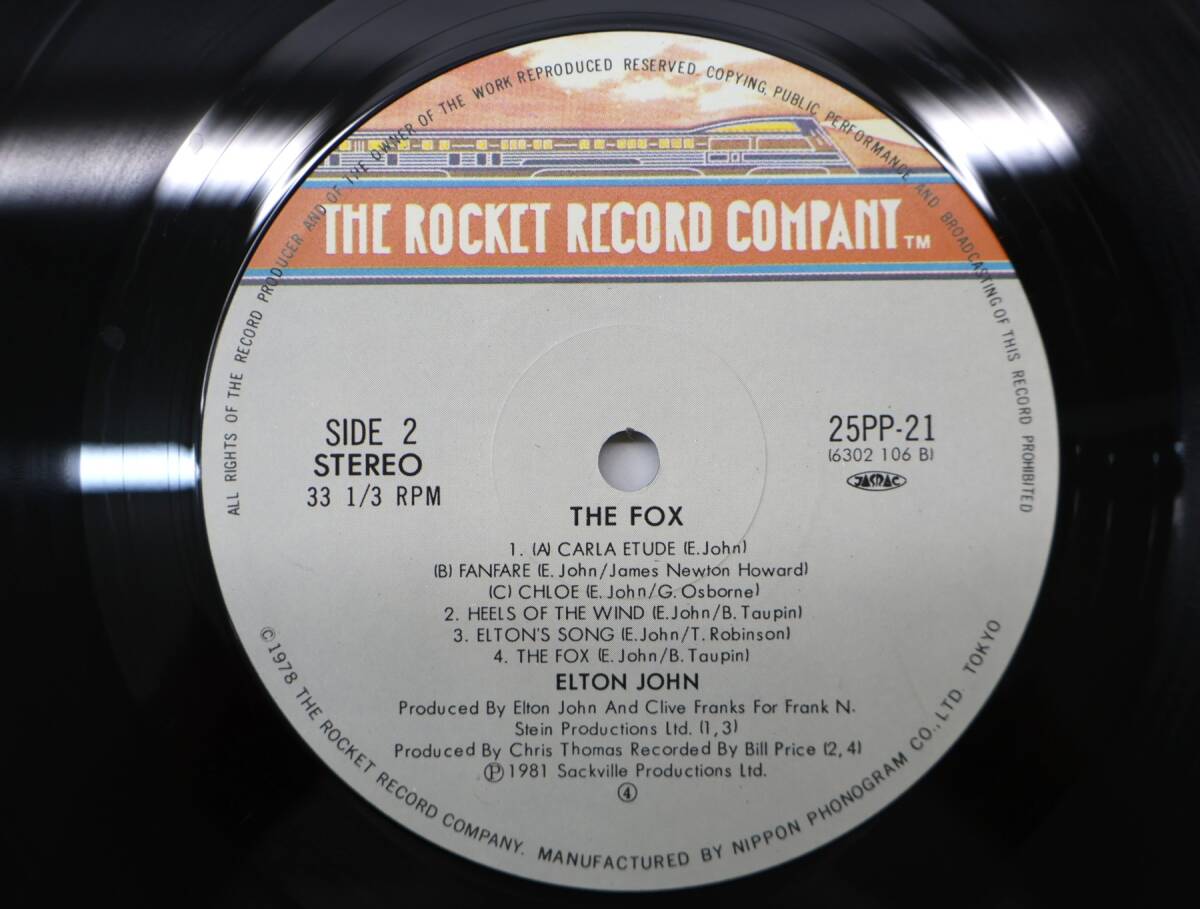 ALL RIGHTS OF THE RECORD PRODUCER AND OF THE OWNER OF THE WORK REPRODUCED RESERVED. COPYING, PUBLIC PERFORMANCE, AND BROADCASTING OF THIS RECORD PROHIBITED
THE ROCKET RECORD COMPANY TM
SIDE 2
STEREO
33 1/3 RPM
25PP-21
(6302 106 B)
JASRAC
THE FOX
1. (A) CARLA ETUDE (E. John)
(B) FANFARE (E. John/James Newton Howard)
(C) CHLOE (E. John/G. Osborne)
2. HEELS OF THE WIND (E. John/B. Taupin)
3. ELTON'S SONG (E. John/T. Robinson)
4. THE FOX (E. John/B. Taupin)
ELTON JOHN
Produced By Elton John And Clive Franks For Frank N.
Stein Productions Ltd. (1, 3)
Produced By Chris Thomas Recorded By Bill Price (2, 4)
Ⓟ 1981 Sackville Productions Ltd.
④
©1978 THE ROCKET RECORD COMPANY. MANUFACTURED BY NIPPON PHONOGRAM CO., LTD. TOKYO